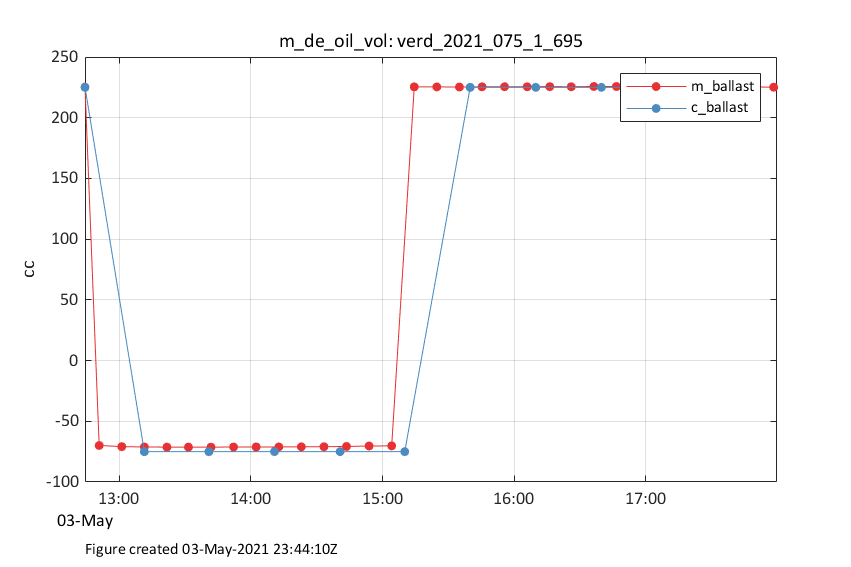 m_de_oil_vol: verd_2021_075_1_695
250
200
150
100
50
0
-50
-100
cc
m_ballast
c_ballast
13:00 14:00 15:00 16:00 17:00
03-May
Figure created 03-May-2021 23:44:10Z